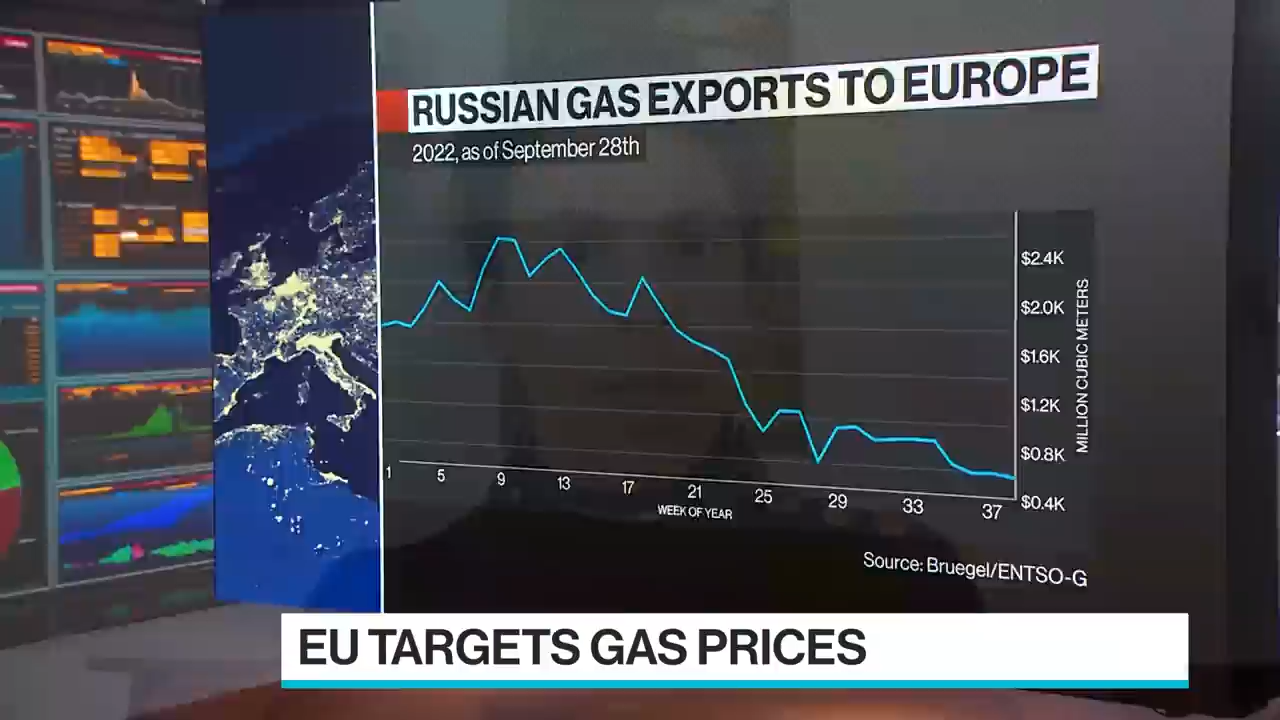 RUSSIAN GAS EXPORTS TO EUROPE
2022, as of September 28th
$2.4K
$2.0K
$1.6K
$1.2K
$0.8K
$0.4K
MILLION CUBIC METERS
1 5 9 13 17 21 25 29 33 37
WEEK OF YEAR
Source: Bruegel/ENTSO-G
EU TARGETS GAS PRICES